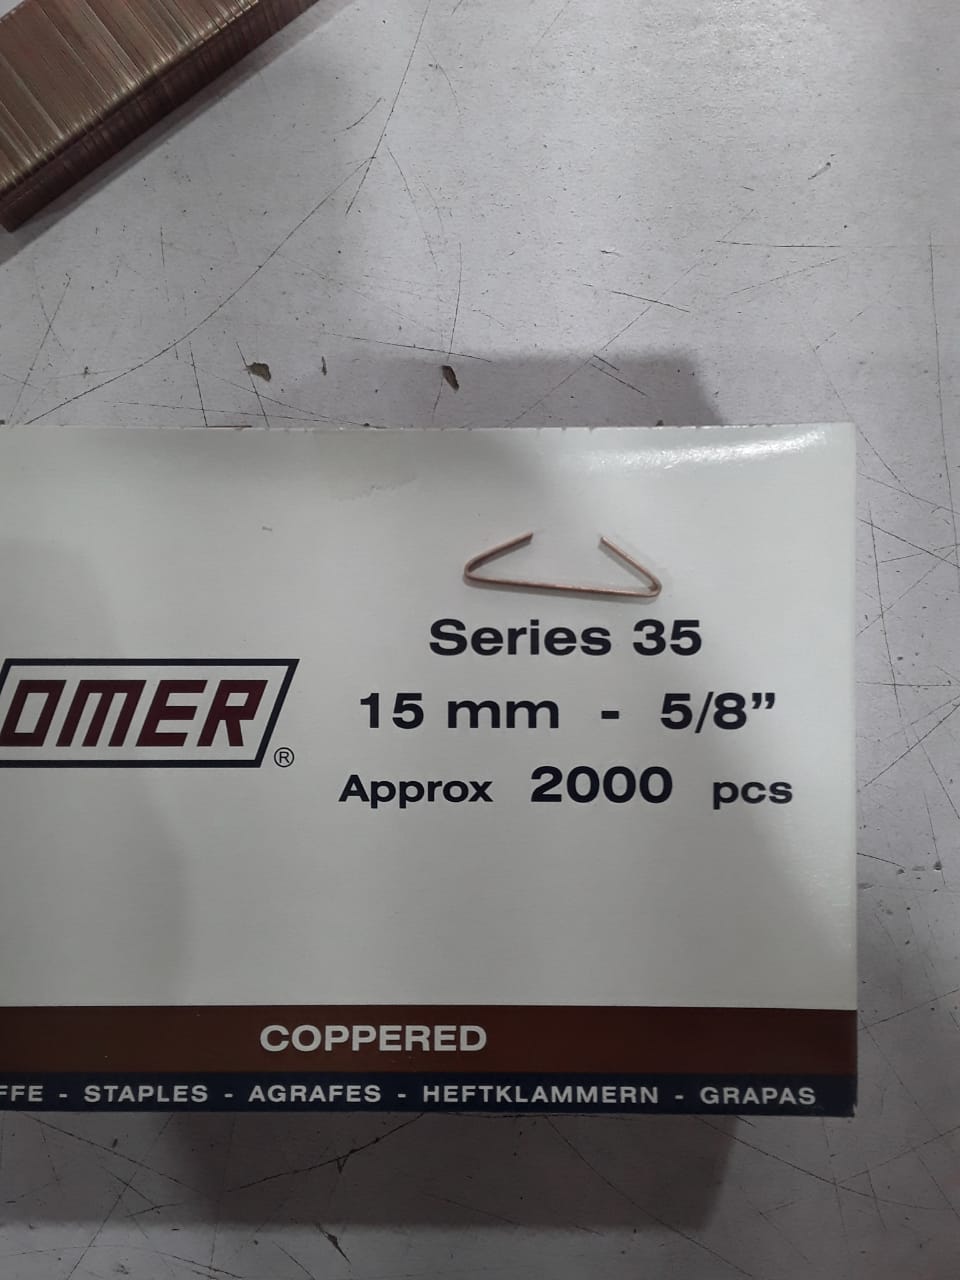 Series 35
OMER®
15 mm - 5/8”
Approx 2000 pcs
COPPERED
FFE - STAPLES - AGRAFES - HEFTKLAMMERN - GRAPAS